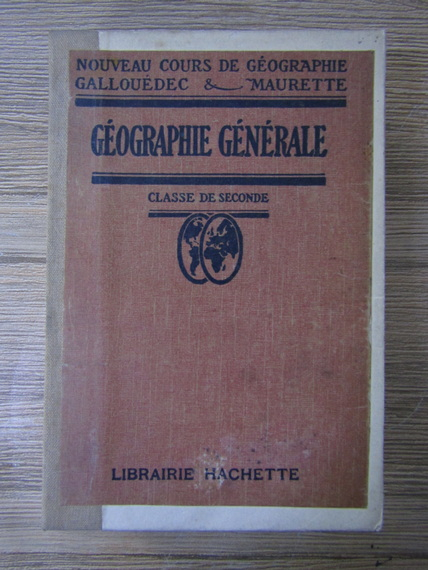 NOUVEAU COURS DE GÉOGRAPHIE
GALLOUÉDEC & MAURETTE
GÉOGRAPHIE GÉNÉRALE
CLASSE DE SECONDE
LIBRAIRIE HACHETTE